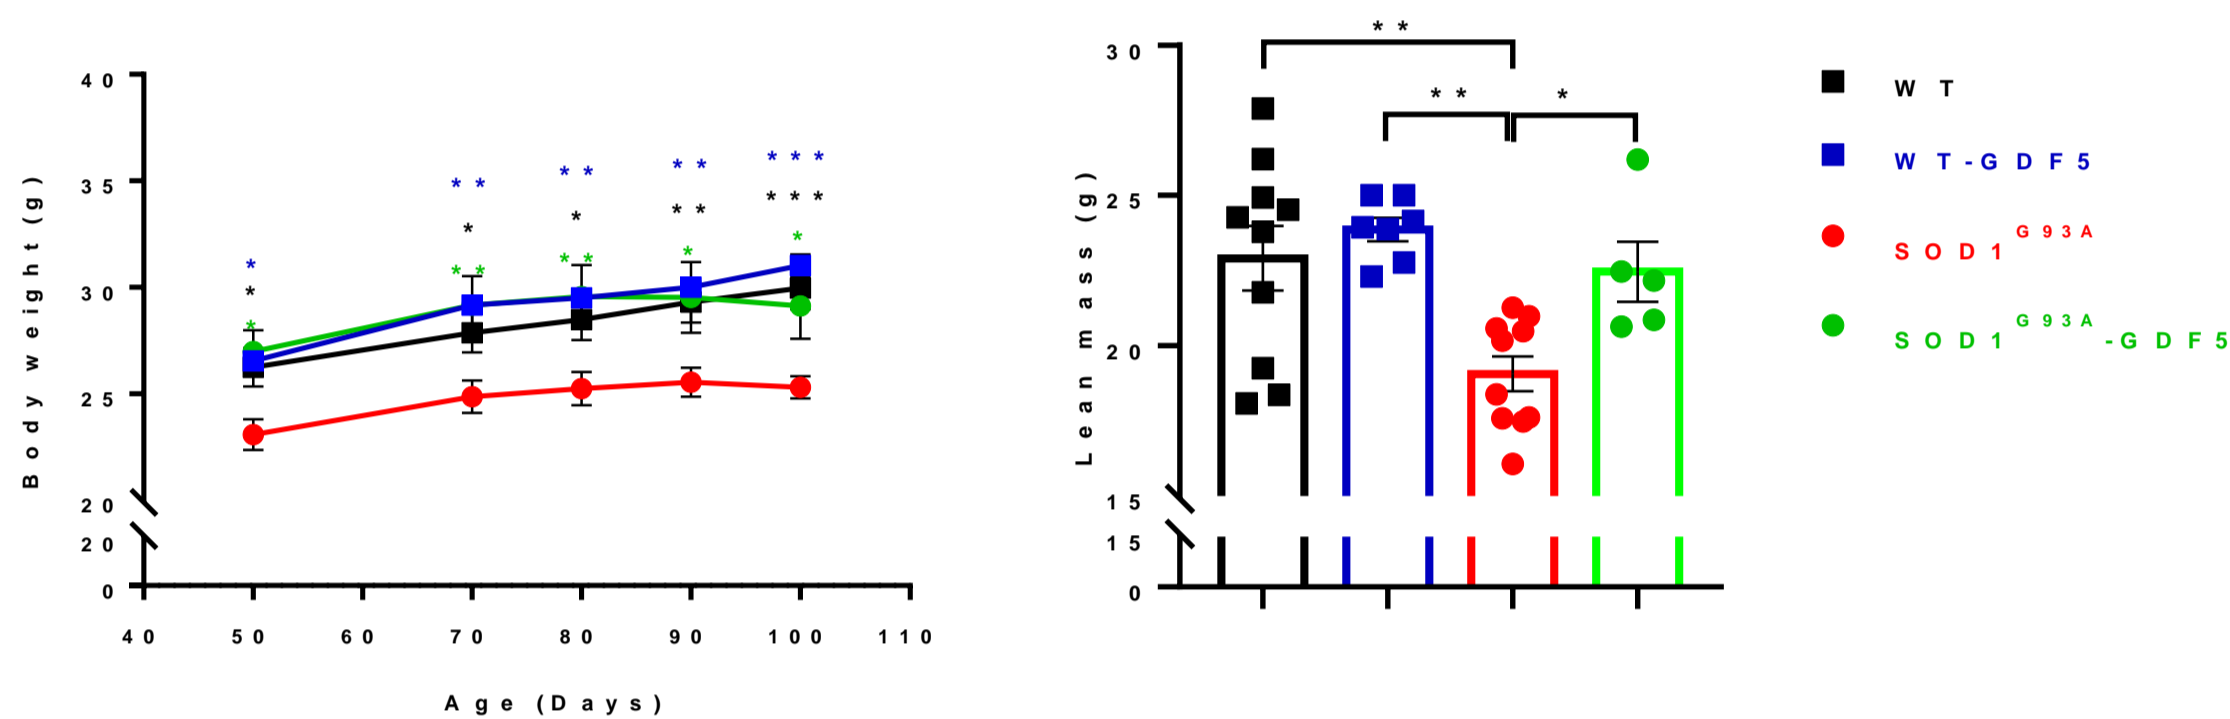 Body weight (g)
40
35
30
25
20
20
0
* ** ** ** ***
* * * ** ***
* ** ** * *
40 50 60 70 80 90 100 110
Age (Days)
Lean mass (g)
30
25
20
15
15
0
**
** *
WT
WT-GDF5
SOD1G93A
SOD1G93A-GDF5